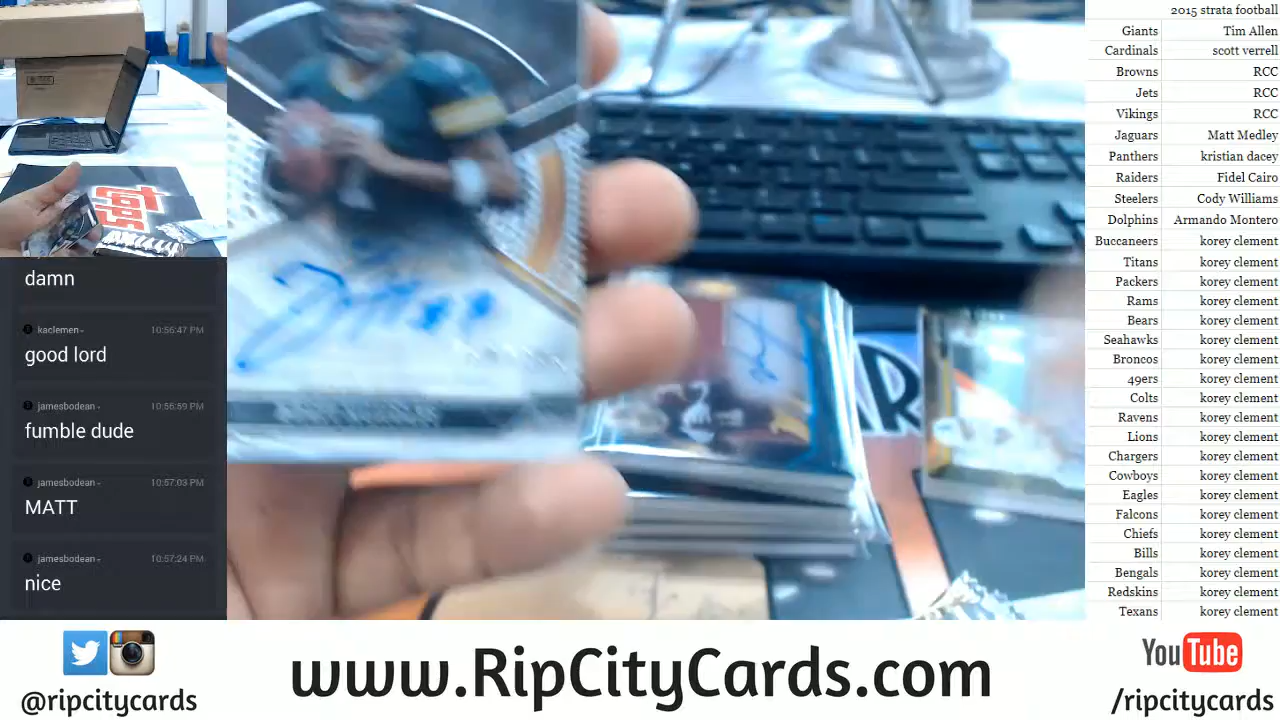 damn
kaclemen
10:56:47 PM
good lord
jamesbodean
10:56:59 PM
fumble dude
jamesbodean
10:57:03 PM
MATT
jamesbodean
10:57:24 PM
nice
2015 strata football
Giants Tim Allen
Cardinals scott verrell
Browns RCC
Jets RCC
Vikings RCC
Jaguars Matt Medley
Panthers kristian dacey
Raiders Fidel Cairo
Steelers Cody Williams
Dolphins Armando Montero
Buccaneers korey clement
Titans korey clement
Packers korey clement
Rams korey clement
Bears korey clement
Seahawks korey clement
Broncos korey clement
49ers korey clement
Colts korey clement
Ravens korey clement
Lions korey clement
Chargers korey clement
Cowboys korey clement
Eagles korey clement
Falcons korey clement
Chiefs korey clement
Bills korey clement
Bengals korey clement
Redskins korey clement
Texans korey clement
@ripcitycards
www.RipCityCards.com
YouTube
/ripcitycards